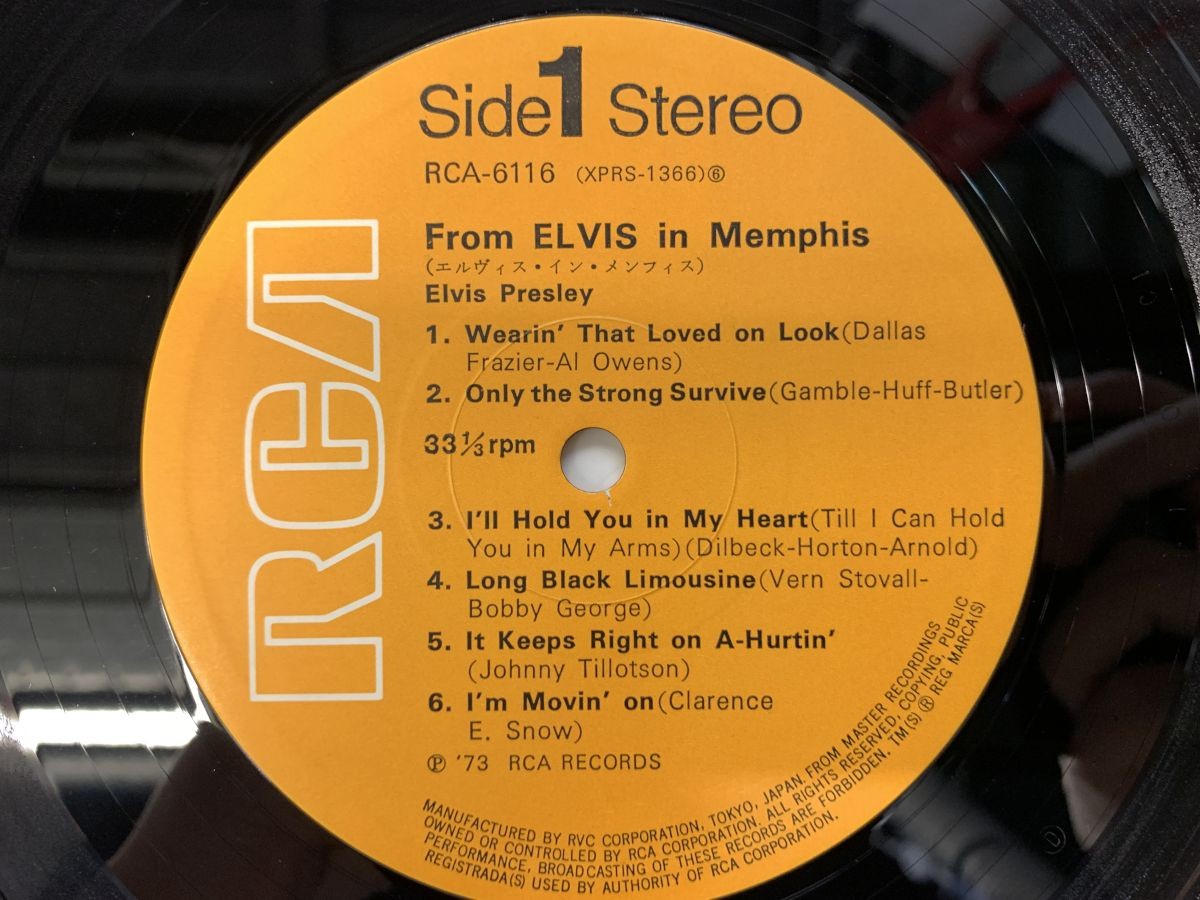 Side 1 Stereo
RCA-6116 (XPRS-1366)⑥
RCA
From ELVIS in Memphis
(エルヴィス・イン・メンフィス)
Elvis Presley
1. Wearin' That Loved on Look(Dallas
Frazier-Al Owens)
2. Only the Strong Survive(Gamble-Huff-Butler)
33⅓rpm
3. I'll Hold You in My Heart(Till I Can Hold
You in My Arms)(Dilbeck-Horton-Arnold)
4. Long Black Limousine(Vern Stovall-
Bobby George)
5. It Keeps Right on A-Hurtin'
(Johnny Tillotson)
6. I'm Movin' on(Clarence
E. Snow)
Ⓟ '73 RCA RECORDS
MANUFACTURED BY RVC CORPORATION, TOKYO, JAPAN, FROM MASTER RECORDINGS
OWNED OR CONTROLLED BY RCA CORPORATION. ALL RIGHTS RESERVED, COPYING, PUBLIC
PERFORMANCE, BROADCASTING OF THESE RECORDS ARE FORBIDDEN. TM(S) ® REG MARCA(S)
REGISTRADA(S) USED BY AUTHORITY OF RCA CORPORATION.